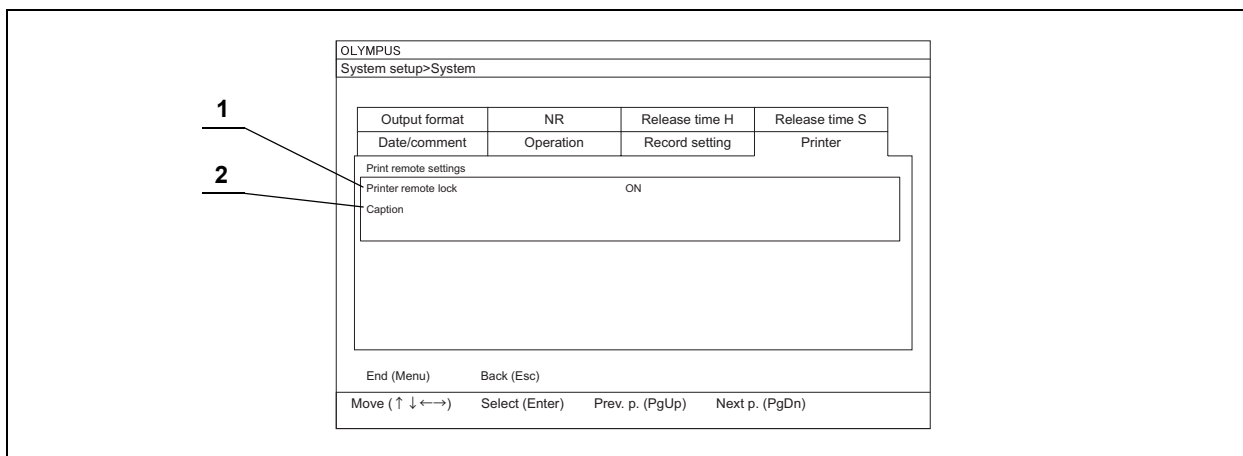 OLYMPUS
System setup>System
1
Output format NR Release time H Release time S
Date/comment Operation Record setting Printer
Print remote settings
2
Printer remote lock ON
Caption
End (Menu) Back (Esc)
Move (↑↓←→) Select (Enter) Prev. p. (PgUp) Next p. (PgDn)